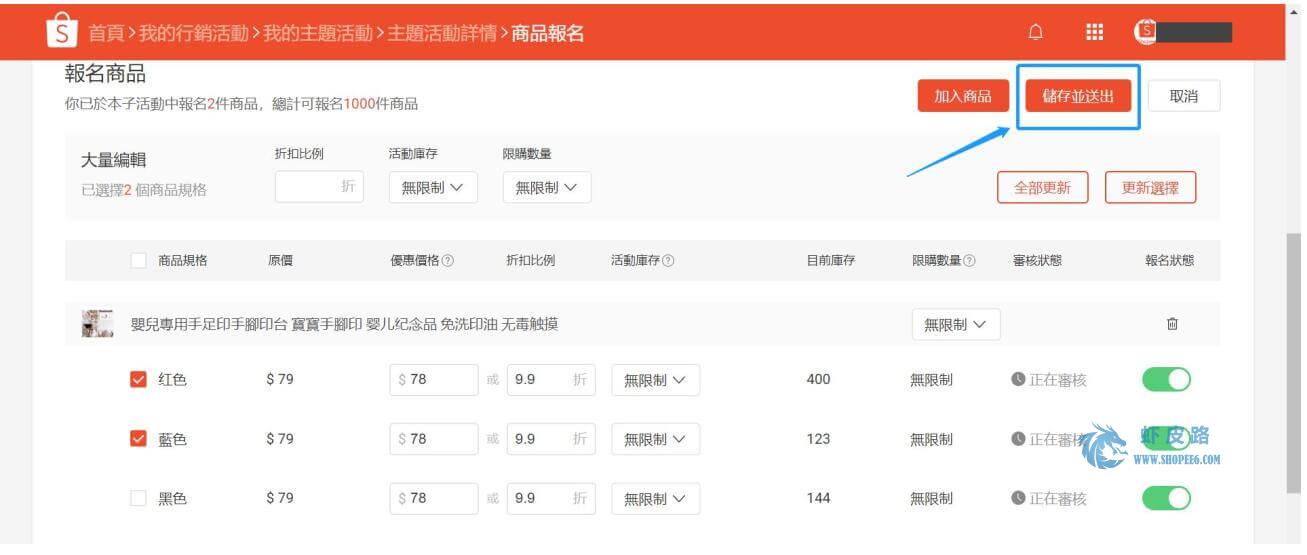 首頁>我的行銷活動>我的主題活動>主題活動詳情>商品報名
報名商品
你已於本子活動中報名2件商品，總計可報名1000件商品
加入商品 儲存並送出 取消
大量編輯 折扣比例 活動庫存 限購數量
已選擇2 個商品規格 折 無限制 無限制 全部更新 更新選擇
商品規格 原價 優惠價格 折扣比例 活動庫存 目前庫存 限購數量 審核狀態 報名狀態
嬰兒專用手足印手腳印台 寶寶手腳印 婴儿纪念品 免洗印油 无毒触摸 無限制
红色 $ 79 $ 78 或 9.9 折 無限制 400 無限制 正在審核
藍色 $ 79 $ 78 或 9.9 折 無限制 123 無限制 正在審核
虾皮路
WWW.SHOPEE6.COM
黑色 $ 79 $ 78 或 9.9 折 無限制 144 無限制 正在審核